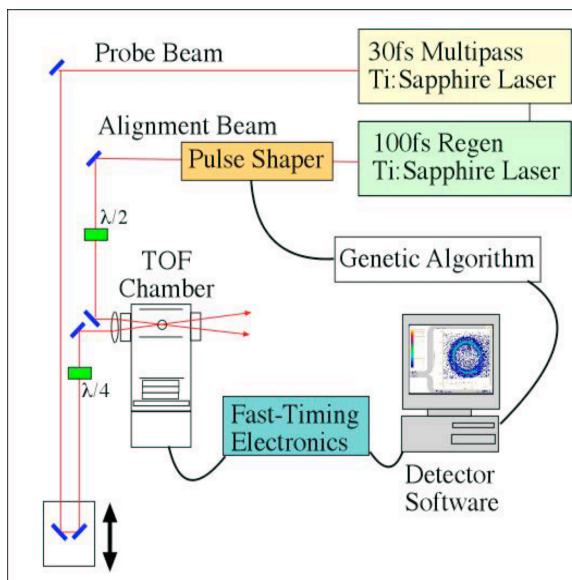 Probe Beam
30fs Multipass
Ti:Sapphire Laser
Alignment Beam
Pulse Shaper
100fs Regen
Ti:Sapphire Laser
λ/2
TOF
Chamber
Genetic Algorithm
λ/4
Fast-Timing
Electronics
Detector
Software